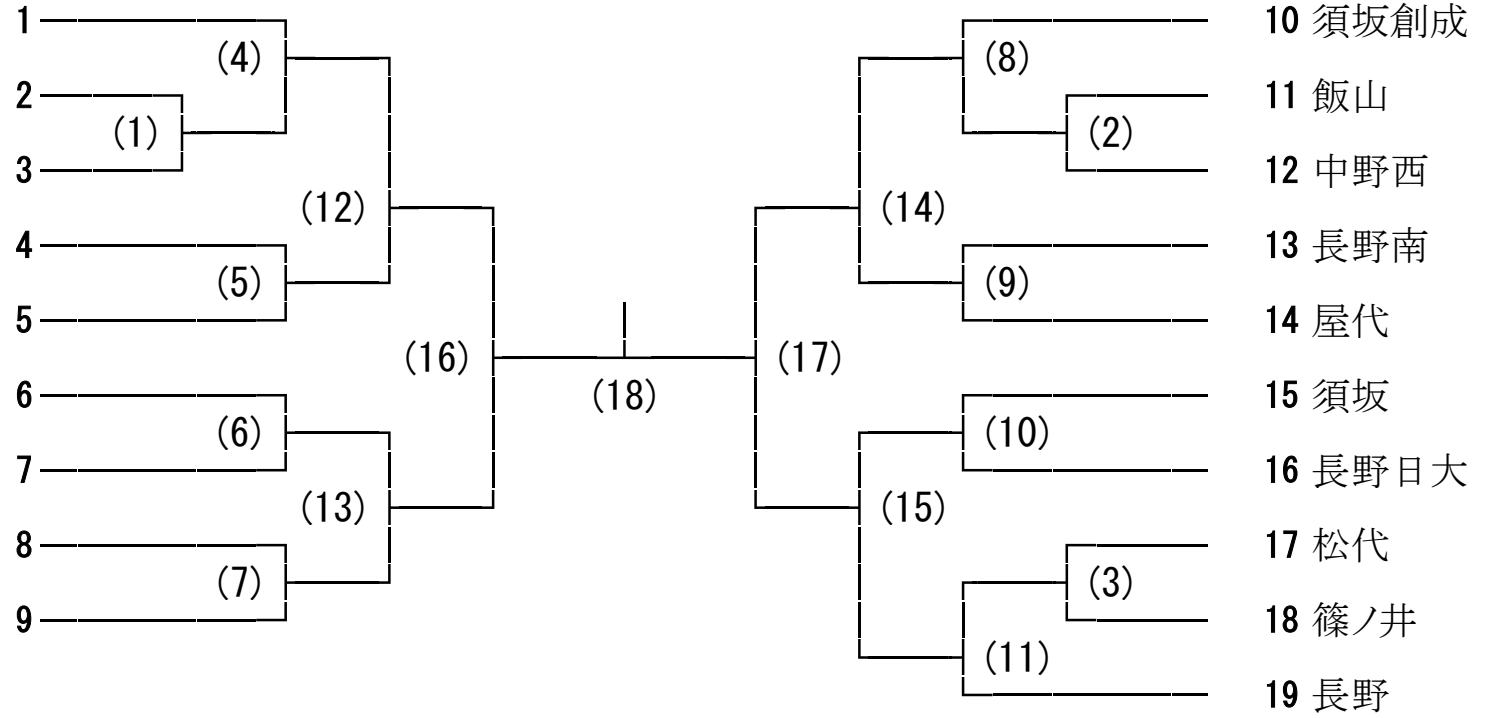 1
(4)
2
(1)
3
(12)
4
(5)
5
(16)
6
(6)
7
(13)
8
(7)
9
(18)
10 須坂創成
(8)
11 飯山
(2)
12 中野西
(14)
13 長野南
(9)
14 屋代
(17)
15 須坂
(10)
16 長野日大
(15)
17 松代
(3)
18 篠ノ井
(11)
19 長野